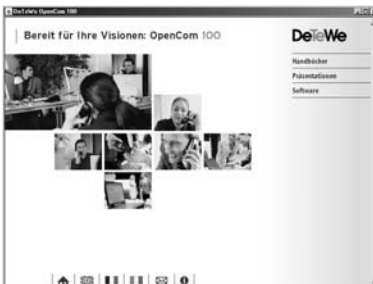 DeTeWe OpenCom 100
Bereit für Ihre Visionen: OpenCom 100
DeTeWe
Handbücher
Präsentationen
Software